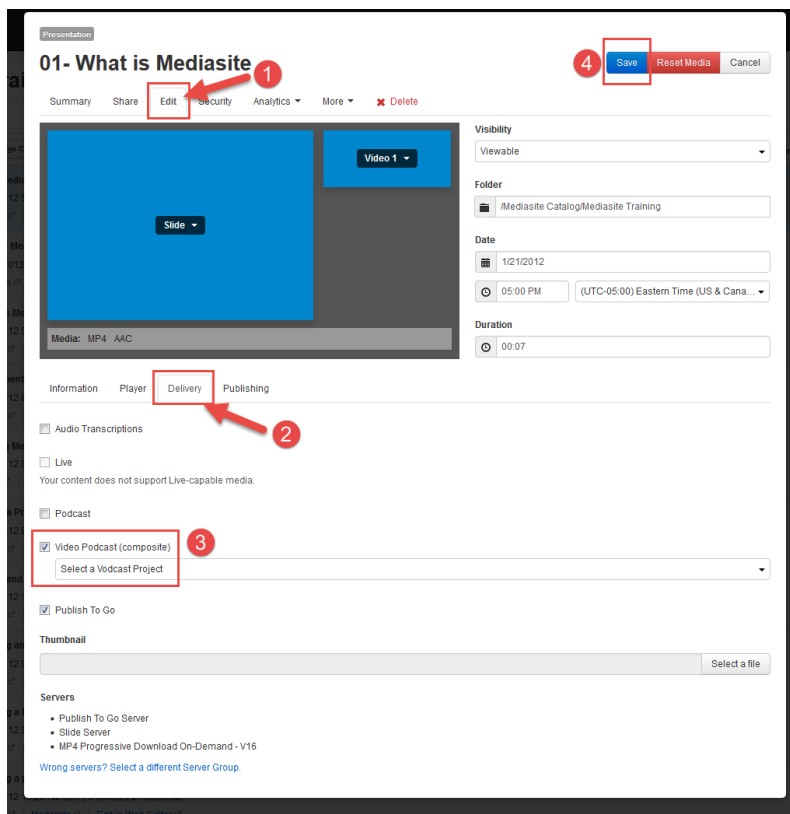 Presentation
01- What is Mediasite
1
4
Save Reset Media Cancel
Summary Share Edit Security Analytics More Delete
Slide
Video 1
Media: MP4 AAC
Visibility
Viewable
Folder
/Mediasite Catalog/Mediasite Training
Date
1/21/2012
05:00 PM (UTC-05:00) Eastern Time (US & Cana...
Duration
00:07
Information Player Delivery Publishing
2
Audio Transcriptions
Live
Your content does not support Live-capable media.
Podcast
Video Podcast (composite)
3
Select a Vodcast Project
Publish To Go
Thumbnail
Select a file
Servers
• Publish To Go Server
• Slide Server
• MP4 Progressive Download On-Demand - V16
Wrong servers? Select a different Server Group.